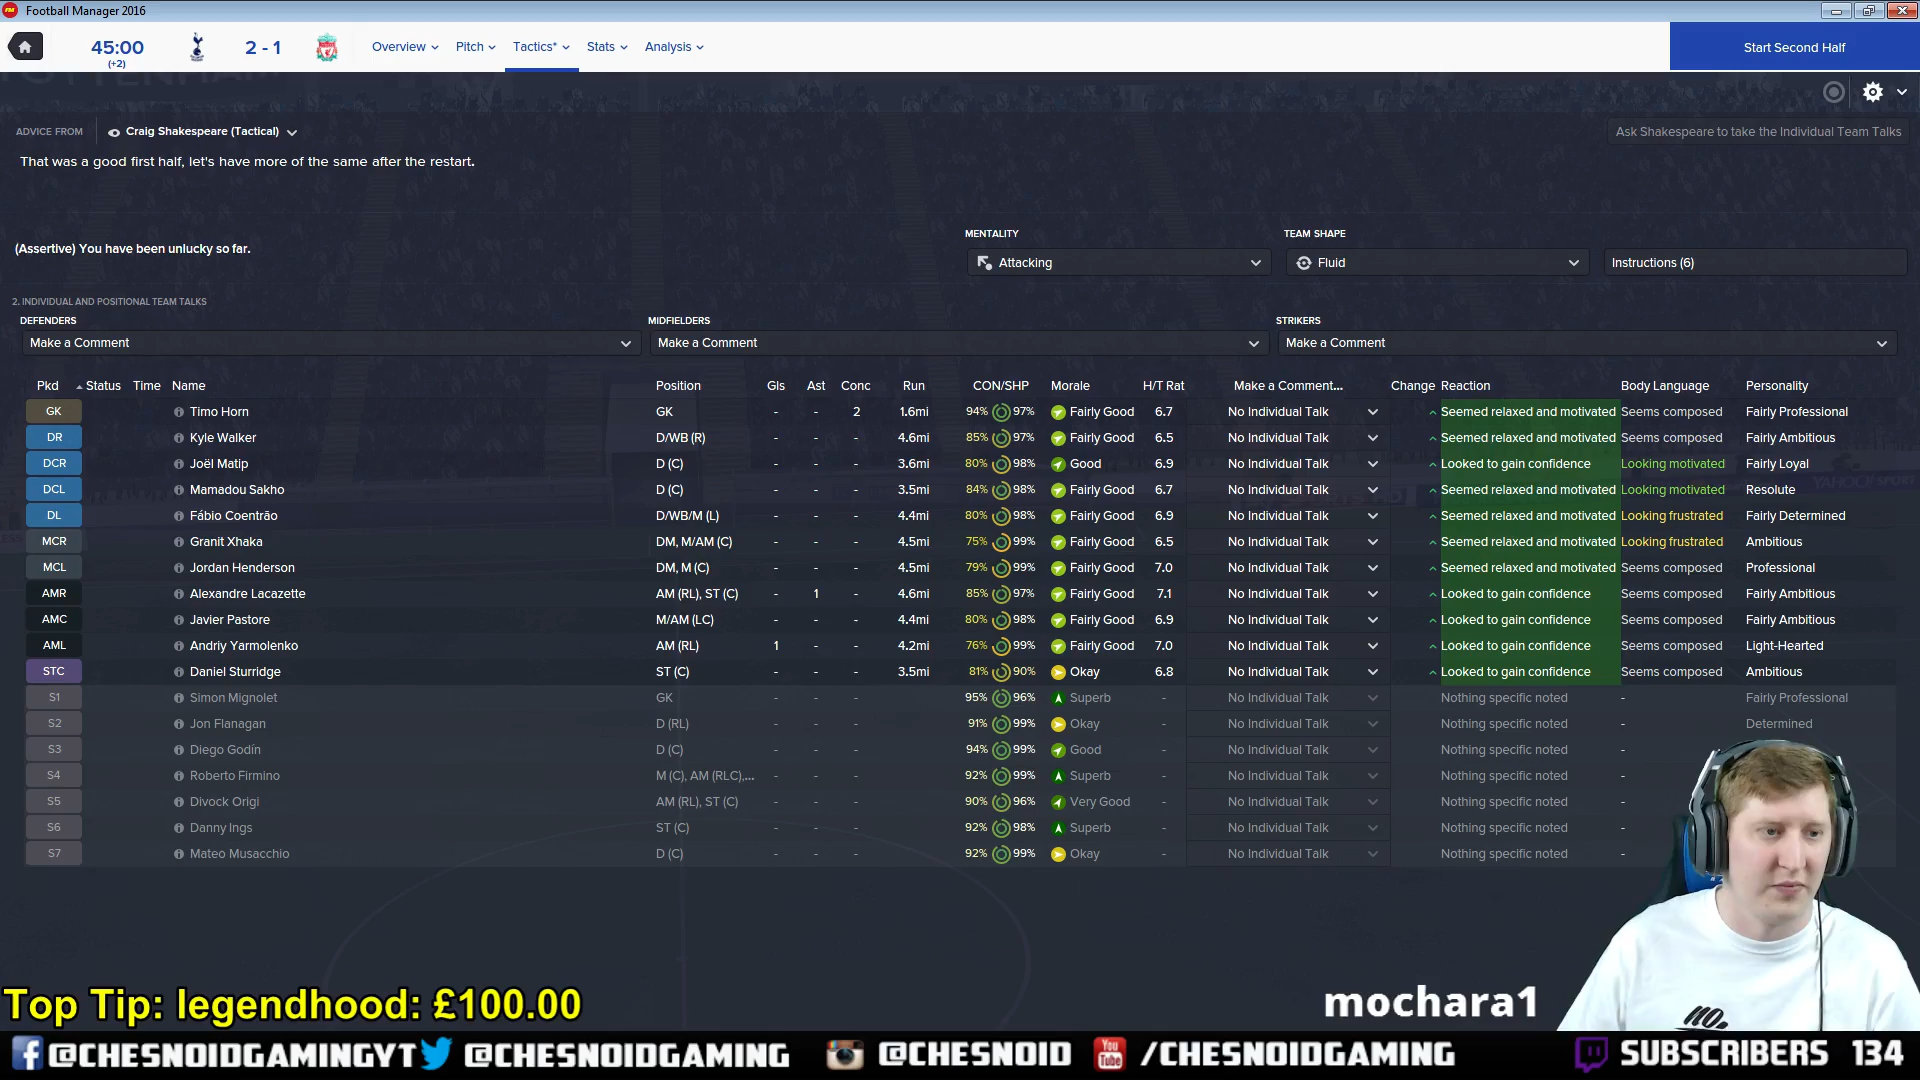 Football Manager 2016
45:00
(+2)
2 - 1
Overview
Pitch
Tactics*
Stats
Analysis
Start Second Half
ADVICE FROM
Craig Shakespeare (Tactical)
Ask Shakespeare to take the Individual Team Talks
That was a good first half, let's have more of the same after the restart.
MENTALITY
TEAM SHAPE
(Assertive) You have been unlucky so far.
Attacking
Fluid
Instructions (6)
2. INDIVIDUAL AND POSITIONAL TEAM TALKS
DEFENDERS
MIDFIELDERS
STRIKERS
Make a Comment
Make a Comment
Make a Comment
Pkd Status Time Name Position Gls Ast Conc Run CON/SHP Morale H/T Rat Make a Comment... Change Reaction Body Language Personality
GK Timo Horn GK - - 2 1.6mi 94% 97% Fairly Good 6.7 No Individual Talk Seemed relaxed and motivated Seems composed Fairly Professional
DR Kyle Walker D/WB (R) - - - 4.6mi 85% 97% Fairly Good 6.5 No Individual Talk Seemed relaxed and motivated Seems composed Fairly Ambitious
DCR Joël Matip D (C) - - - 3.6mi 80% 98% Good 6.9 No Individual Talk Looked to gain confidence Looking motivated Fairly Loyal
DCL Mamadou Sakho D (C) - - - 3.5mi 84% 98% Fairly Good 6.7 No Individual Talk Seemed relaxed and motivated Looking motivated Resolute
DL Fábio Coentrão D/WB/M (L) - - - 4.4mi 80% 98% Fairly Good 6.9 No Individual Talk Seemed relaxed and motivated Looking frustrated Fairly Determined
MCR Granit Xhaka DM, M/AM (C) - - - 4.5mi 75% 99% Fairly Good 6.5 No Individual Talk Seemed relaxed and motivated Looking frustrated Ambitious
MCL Jordan Henderson DM, M (C) - - - 4.5mi 79% 99% Fairly Good 7.0 No Individual Talk Seemed relaxed and motivated Seems composed Professional
AMR Alexandre Lacazette AM (RL), ST (C) - 1 - 4.6mi 85% 97% Fairly Good 7.1 No Individual Talk Looked to gain confidence Seems composed Fairly Ambitious
AMC Javier Pastore M/AM (LC) - - - 4.4mi 80% 98% Fairly Good 6.9 No Individual Talk Looked to gain confidence Seems composed Fairly Ambitious
AML Andriy Yarmolenko AM (RL) 1 - - 4.2mi 76% 99% Fairly Good 7.0 No Individual Talk Looked to gain confidence Seems composed Light-Hearted
STC Daniel Sturridge ST (C) - - - 3.5mi 81% 90% Okay 6.8 No Individual Talk Looked to gain confidence Seems composed Ambitious
S1 Simon Mignolet GK - - - 95% 96% Superb - No Individual Talk Nothing specific noted - Fairly Professional
S2 Jon Flanagan D (RL) - - - 91% 99% Okay - No Individual Talk Nothing specific noted - Determined
S3 Diego Godín D (C) - - - 94% 99% Good - No Individual Talk Nothing specific noted -
S4 Roberto Firmino M (C), AM (RLC),... - - - 92% 99% Superb - No Individual Talk Nothing specific noted
S5 Divock Origi AM (RL), ST (C) - - - 90% 96% Very Good - No Individual Talk Nothing specific noted -
S6 Danny Ings ST (C) - - - 92% 98% Superb - No Individual Talk Nothing specific noted -
S7 Mateo Musacchio D (C) - - - 92% 99% Okay - No Individual Talk Nothing specific noted -
Top Tip: legendhood: £100.00
mochara1
@CHESNOIDGAMINGYT @CHESNOIDGAMING @CHESNOID You Tube /CHESNOIDGAMING SUBSCRIBERS 134